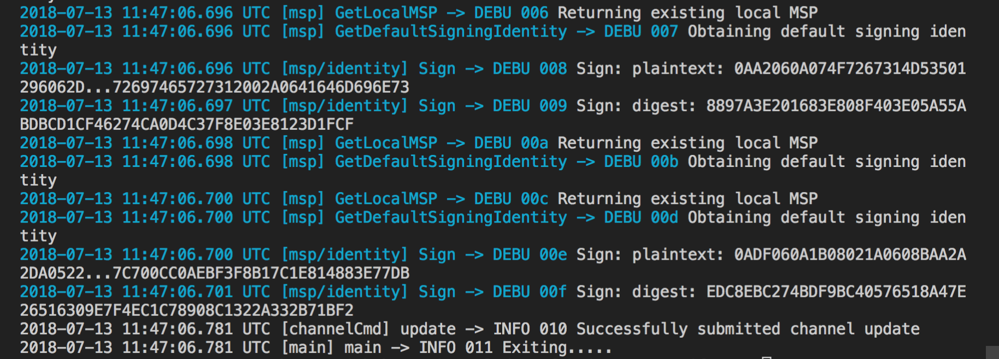 2018-07-13 11:47:06.696 UTC [msp] GetLocalMSP -> DEBU 006 Returning existing local MSP
2018-07-13 11:47:06.696 UTC [msp] GetDefaultSigningIdentity -> DEBU 007 Obtaining default signing iden
tity
2018-07-13 11:47:06.696 UTC [msp/identity] Sign -> DEBU 008 Sign: plaintext: 0AA2060A074F7267314D53501
296062D...72697465727312002A0641646D696E73
2018-07-13 11:47:06.697 UTC [msp/identity] Sign -> DEBU 009 Sign: digest: 8897A3E201683E808F403E05A55A
BDBCD1CF46274CA0D4C37F8E03E8123D1FCF
2018-07-13 11:47:06.698 UTC [msp] GetLocalMSP -> DEBU 00a Returning existing local MSP
2018-07-13 11:47:06.698 UTC [msp] GetDefaultSigningIdentity -> DEBU 00b Obtaining default signing iden
tity
2018-07-13 11:47:06.700 UTC [msp] GetLocalMSP -> DEBU 00c Returning existing local MSP
2018-07-13 11:47:06.700 UTC [msp] GetDefaultSigningIdentity -> DEBU 00d Obtaining default signing iden
tity
2018-07-13 11:47:06.700 UTC [msp/identity] Sign -> DEBU 00e Sign: plaintext: 0ADF060A1B08021A0608BAA2A
2DA0522...7C700CC0AEBF3F8B17C1E814883E77DB
2018-07-13 11:47:06.701 UTC [msp/identity] Sign -> DEBU 00f Sign: digest: EDC8EBC274BDF9BC40576518A47E
26516309E7F4EC1C78908C1322A332B71BF2
2018-07-13 11:47:06.781 UTC [channelCmd] update -> INFO 010 Successfully submitted channel update
2018-07-13 11:47:06.781 UTC [main] main -> INFO 011 Exiting.....